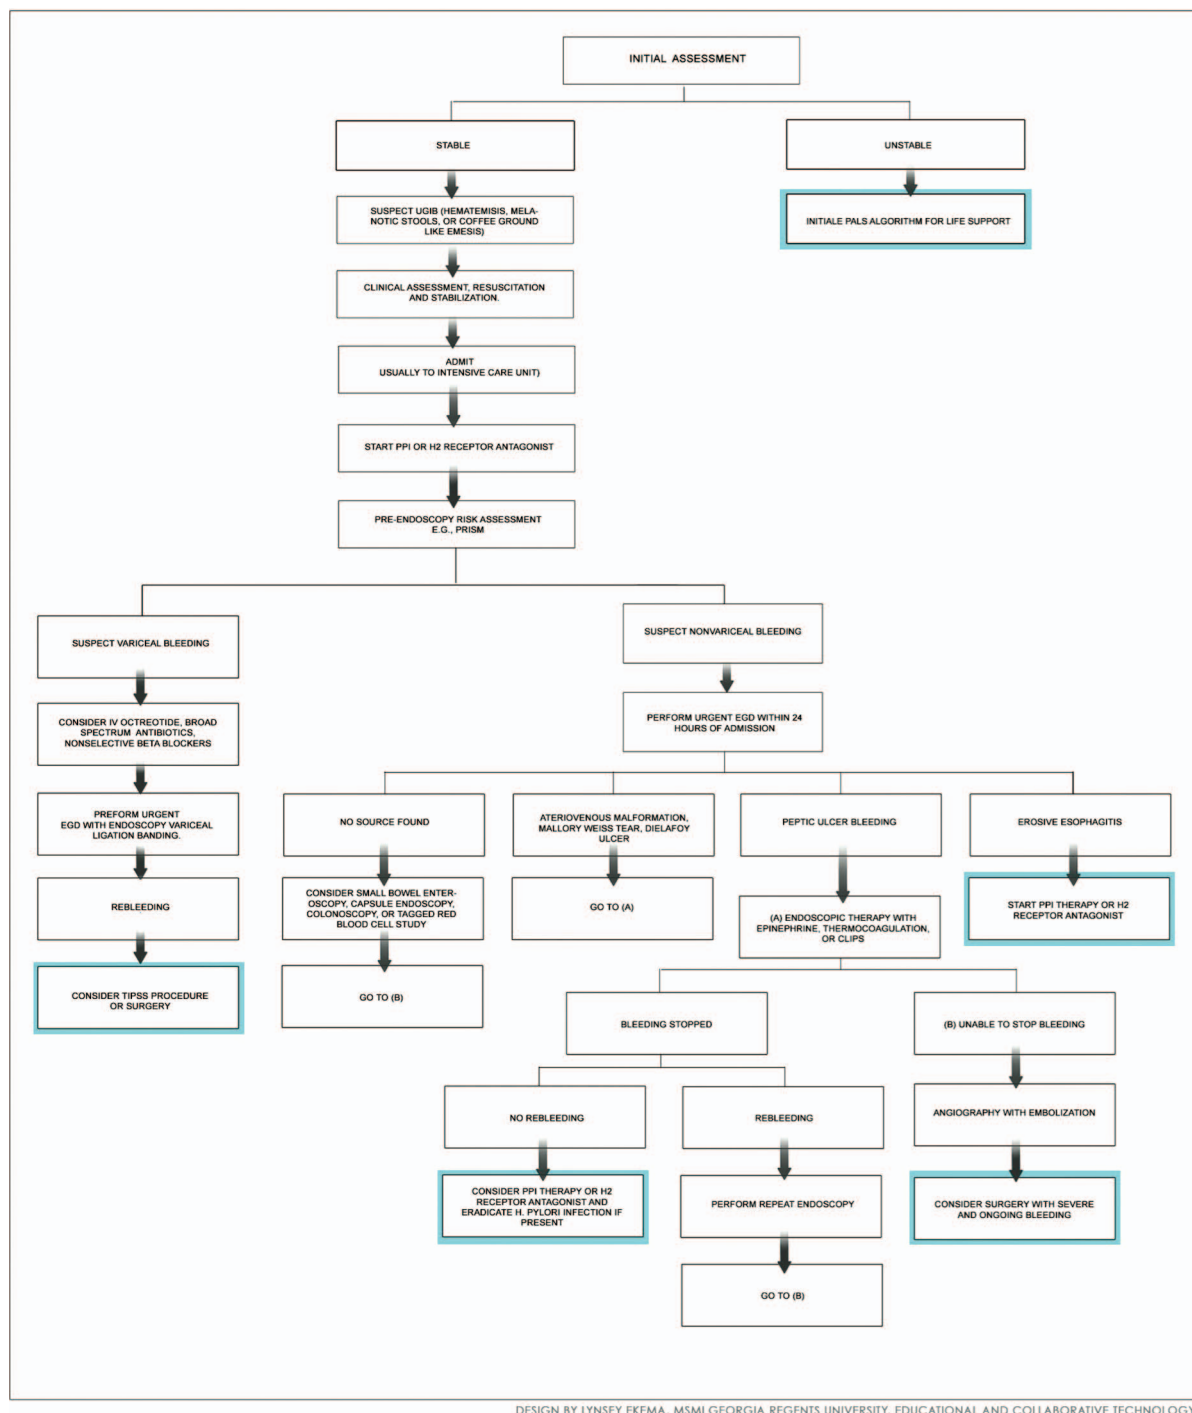 INITIAL ASSESSMENT
STABLE
UNSTABLE
SUSPECT UGIB (HEMATEMISIS, MELA-
NOTIC STOOLS, OR COFFEE GROUND
LIKE EMESIS)
INITIALE PALS ALGORITHM FOR LIFE SUPPORT
CLINICAL ASSESSMENT, RESUSCITATION
AND STABILIZATION.
ADMIT
USUALLY TO INTENSIVE CARE UNIT)
START PPI OR H2 RECEPTOR ANTAGONIST
PRE-ENDOSCOPY RISK ASSESSMENT
E.G., PRISM
SUSPECT VARICEAL BLEEDING
SUSPECT NONVARICEAL BLEEDING
CONSIDER IV OCTREOTIDE, BROAD
SPECTRUM ANTIBIOTICS,
NONSELECTIVE BETA BLOCKERS
PERFORM URGENT EGD WITHIN 24
HOURS OF ADMISSION
PREFORM URGENT
EGD WITH ENDOSCOPY VARICEAL
LIGATION BANDING.
NO SOURCE FOUND
ATERIOVENOUS MALFORMATION,
MALLORY WEISS TEAR, DIELAFOY
ULCER
PEPTIC ULCER BLEEDING
EROSIVE ESOPHAGITIS
REBLEEDING
CONSIDER SMALL BOWEL ENTER-
OSCOPY, CAPSULE ENDOSCOPY,
COLONOSCOPY, OR TAGGED RED
BLOOD CELL STUDY
GO TO (A)
(A) ENDOSCOPIC THERAPY WITH
EPINEPHRINE, THERMOCOAGULATION,
OR CLIPS
START PPI THERAPY OR H2
RECEPTOR ANTAGONIST
CONSIDER TIPSS PROCEDURE
OR SURGERY
GO TO (B)
BLEEDING STOPPED
(B) UNABLE TO STOP BLEEDING
NO REBLEEDING
REBLEEDING
ANGIOGRAPHY WITH EMBOLIZATION
CONSIDER PPI THERAPY OR H2
RECEPTOR ANTAGONIST AND
ERADICATE H. PYLORI INFECTION IF
PRESENT
PERFORM REPEAT ENDOSCOPY
CONSIDER SURGERY WITH SEVERE
AND ONGOING BLEEDING
GO TO (B)
DESIGN BY LYNSEY EKEMA, MSMI GEORGIA REGENTS UNIVERSITY, EDUCATIONAL AND COLLABORATIVE TECHNOLOGY